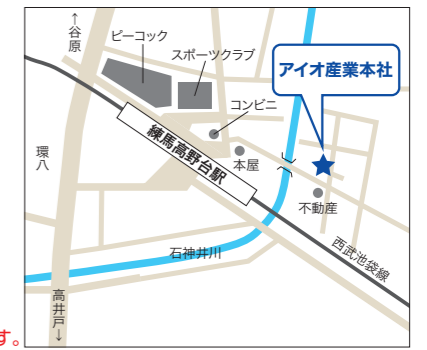 ↑谷原
ピーコック
スポーツクラブ
アイオ産業本社
コンビニ
練馬高野台駅
環八
本屋
不動産
石神井川
西武池袋線
高井戸↓
す。